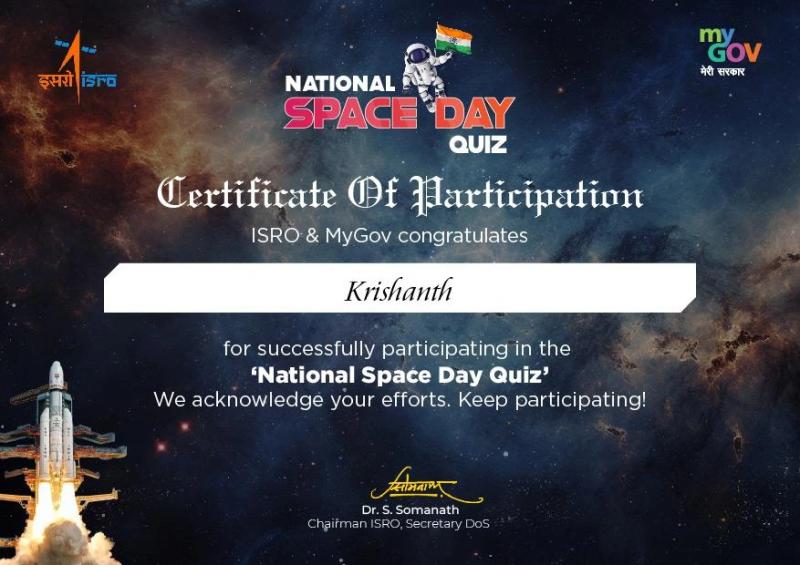 इसरो isro
my
GOV
मेरी सरकार
NATIONAL
SPACE DAY
QUIZ
Certificate Of Participation
ISRO & MyGov congratulates
Krishanth
for successfully participating in the
‘National Space Day Quiz’
We acknowledge your efforts. Keep participating!
Dr. S. Somanath
Chairman ISRO, Secretary DoS